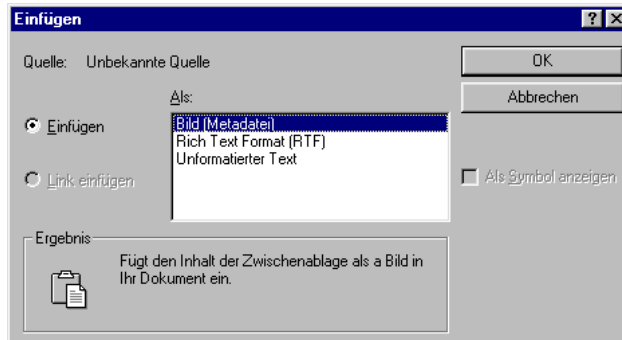 Einfügen
Quelle: Unbekannte Quelle
OK
Abbrechen
Als:
Einfügen
Link einfügen
Bild (Metadatei)
Rich Text Format (RTF)
Unformatierter Text
Als Symbol anzeigen
Ergebnis
Fügt den Inhalt der Zwischenablage als a Bild in
Ihr Dokument ein.